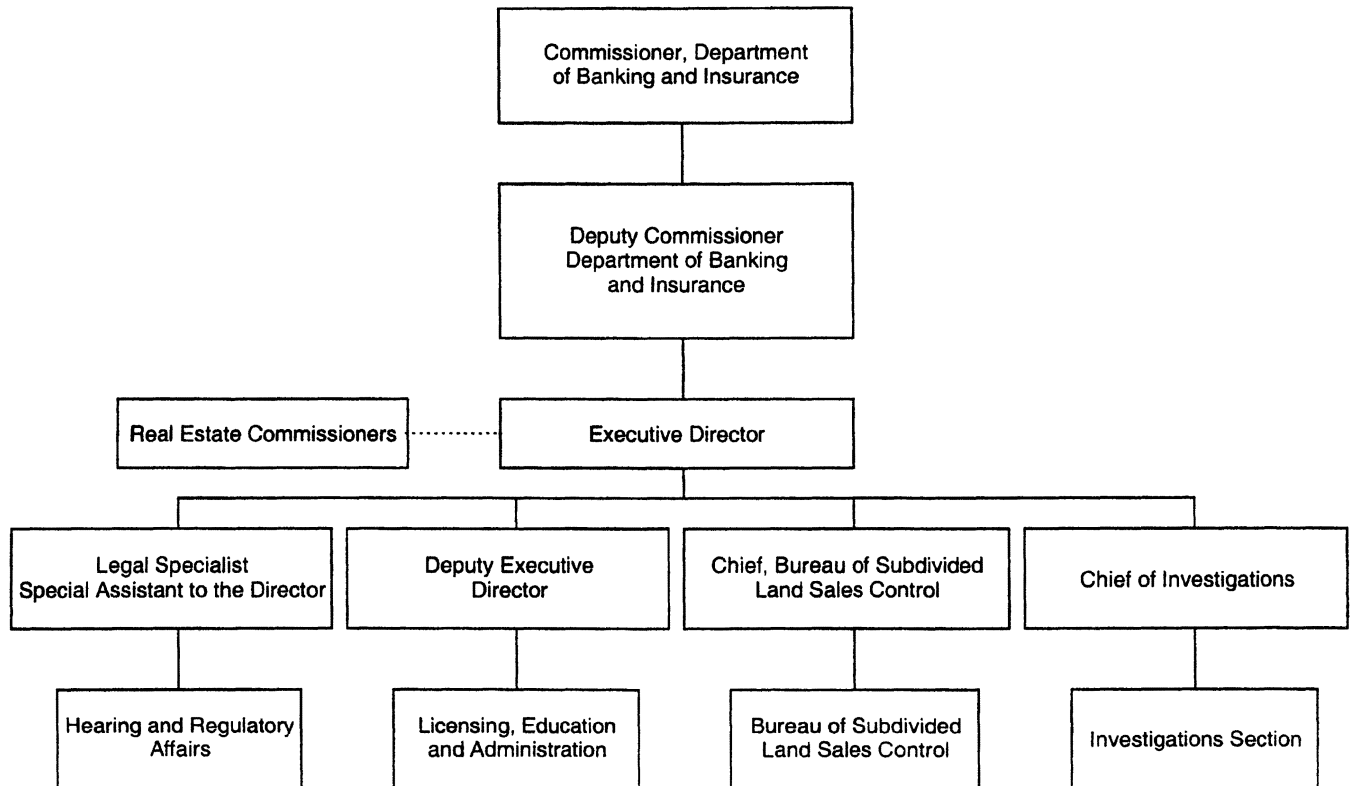 Commissioner, Department
of Banking and Insurance
Deputy Commissioner
Department of Banking
and Insurance
Real Estate Commissioners
Executive Director
Legal Specialist
Special Assistant to the Director
Deputy Executive
Director
Chief, Bureau of Subdivided
Land Sales Control
Chief of Investigations
Hearing and Regulatory
Affairs
Licensing, Education
and Administration
Bureau of Subdivided
Land Sales Control
Investigations Section